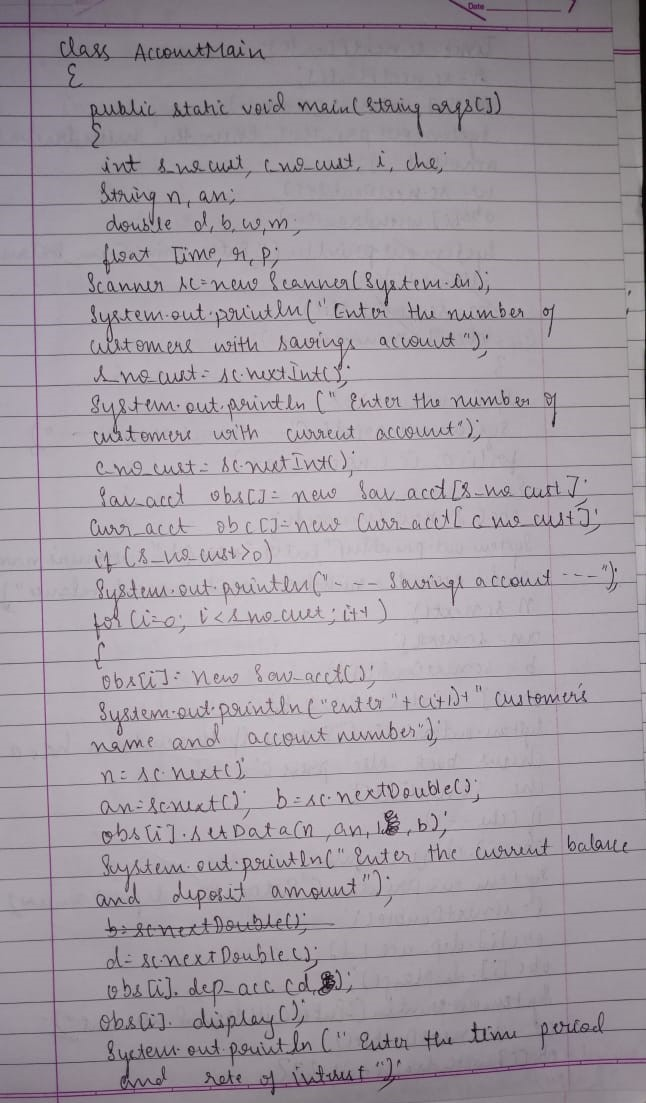 Date
class AccountMain
{
public static void main(String args[])
{
int s_no_cust, c_no_cust, i, che;
String n, an;
double d, b, w, m;
float Time, r, p;
Scanner sc=new Scanner(System.in);
System.out.println("Enter the number of
customers with savings account");
s_no_cust= sc.nextInt();
System.out.println ("Enter the number of
customers with current account");
c_no_cust= sc.nextInt();
Sav_acct obs[]= new Sav_acct[s_no_cust];
Curr_acct obc[]=new Curr_acct[c_no_cust];
if (s_no_cust>0)
System.out.println("--- Savings account ---");
for (i=0; i<s_no_cust; i++)
{
obs[i]= new Sav_acct();
System.out.println("enter "+(i+1)+" customer's
name and account number");
n= sc.next();
an=sc.next(); b=sc.nextDouble();
obs[i].setData(n, an, 1, b);
System.out.println("Enter the current balance
and deposit amount");
b=sc.nextDouble();
d= sc.nextDouble();
obs[i].dep_acc(d);
obs[i].display();
System.out.println ("Enter the time period
and rate of intrest");